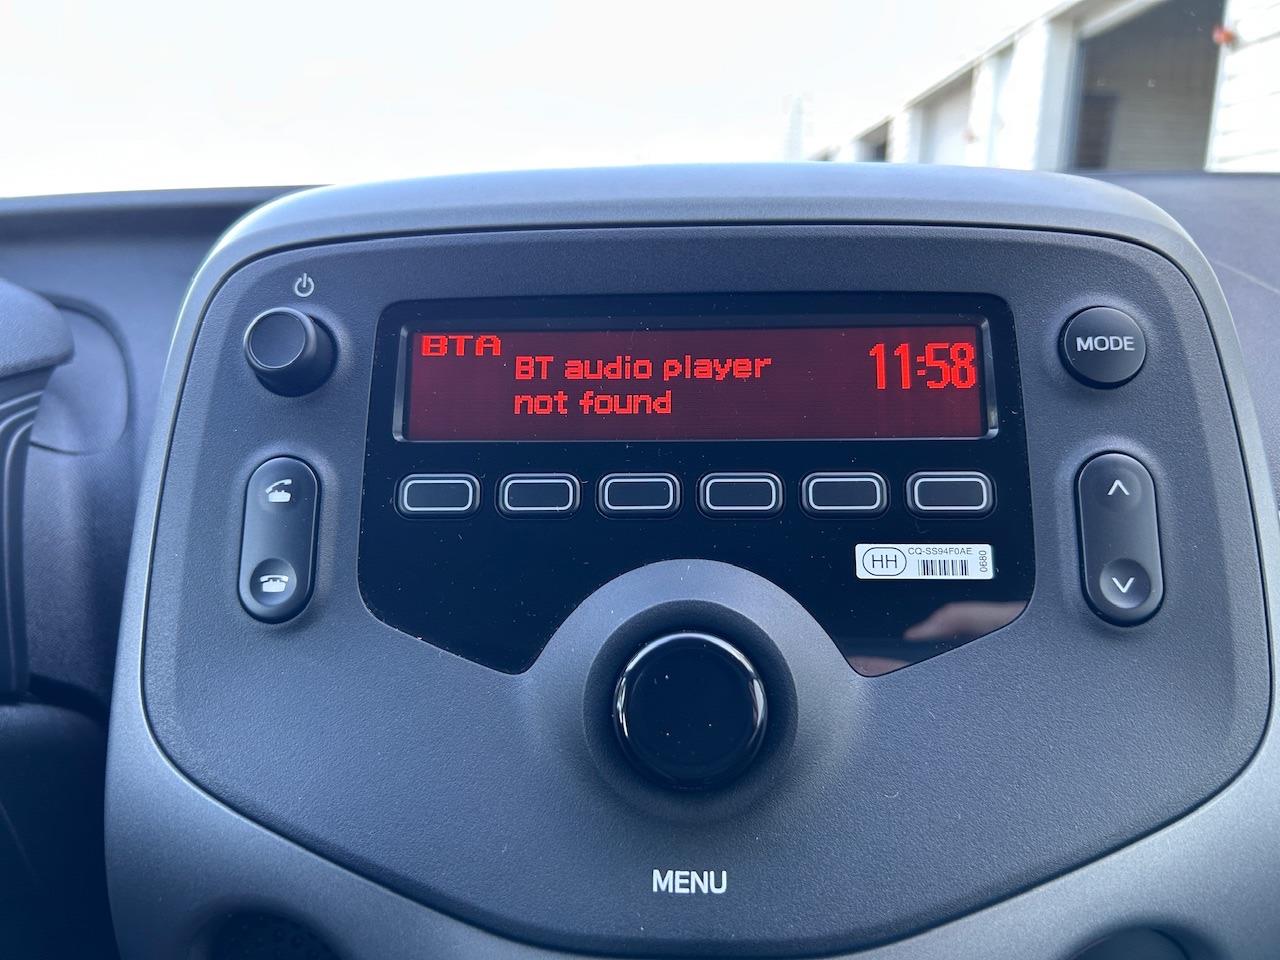 BTA
BT audio player
not found
11:58
MODE
HH
CQ-SS94F0AE
0680
MENU